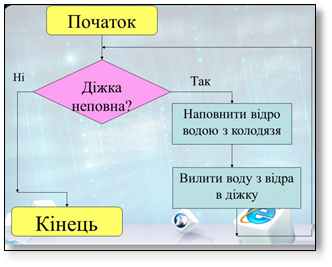 Початок
Ні
Діжка
неповна?
Так
Наповнити відро
водою з колодязя
Вилити воду з відра
в діжку
Кінець